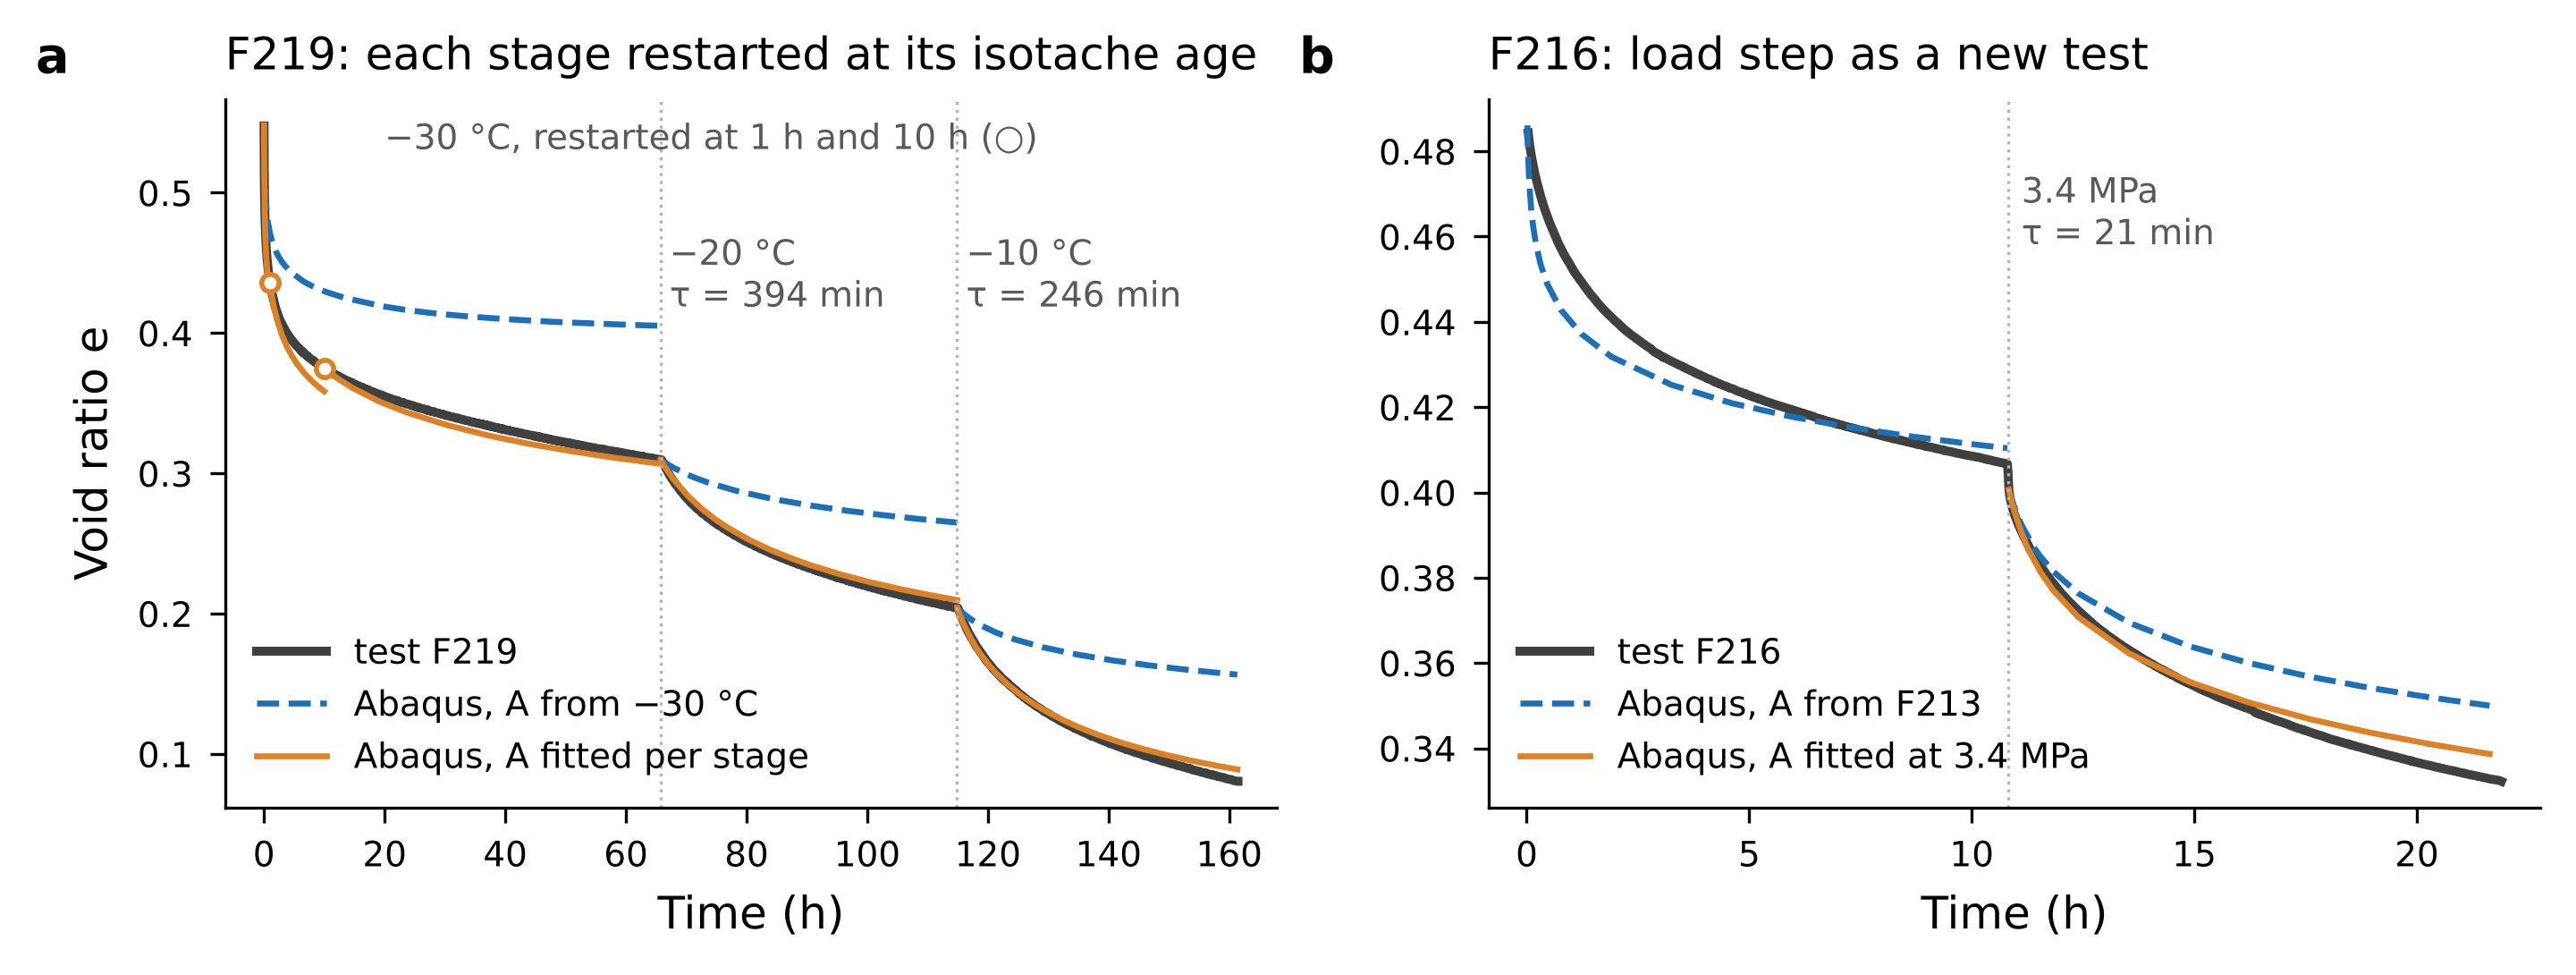 a
F219: each stage restarted at its isotache age
−30 °C, restarted at 1 h and 10 h (○)
−20 °C
τ = 394 min
−10 °C
τ = 246 min
Void ratio e
0.5
0.4
0.3
0.2
0.1
test F219
Abaqus, A from −30 °C
Abaqus, A fitted per stage
0 20 40 60 80 100 120 140 160
Time (h)
b
F216: load step as a new test
3.4 MPa
τ = 21 min
0.48
0.46
0.44
0.42
0.40
0.38
0.36
0.34
test F216
Abaqus, A from F213
Abaqus, A fitted at 3.4 MPa
0 5 10 15 20
Time (h)